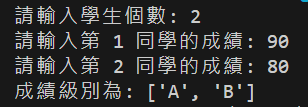 請輸入學生個數: 2
請輸入第 1 同學的成績: 90
請輸入第 2 同學的成績: 80
成績級別為: ['A', 'B']